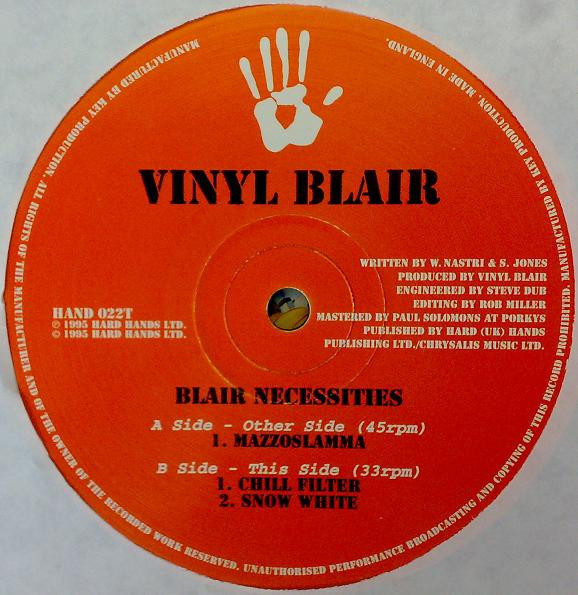 VINYL BLAIR
WRITTEN BY W. NASTRI & S. JONES
PRODUCED BY VINYL BLAIR
ENGINEERED BY STEVE DUB
EDITING BY ROB MILLER
MASTERED BY PAUL SOLOMONS AT PORKYS
PUBLISHED BY HARD (UK) HANDS
PUBLISHING LTD./CHRYSALIS MUSIC LTD.
HAND 022T
℗ 1995 HARD HANDS LTD.
© 1995 HARD HANDS LTD.
BLAIR NECESSITIES
A Side - Other Side (45rpm)
1. MAZZOSLAMMA
B Side - This Side (33rpm)
1. CHILL FILTER
2. SNOW WHITE
MANUFACTURED BY KEY PRODUCTION. ALL RIGHTS OF THE MANUFACTURER AND OF THE OWNER OF THE RECORDED WORK RESERVED. UNAUTHORISED PERFORMANCE BROADCASTING AND COPYING OF THIS RECORD PROHIBITED. MANUFACTURED BY KEY PRODUCTION. MADE IN ENGLAND.